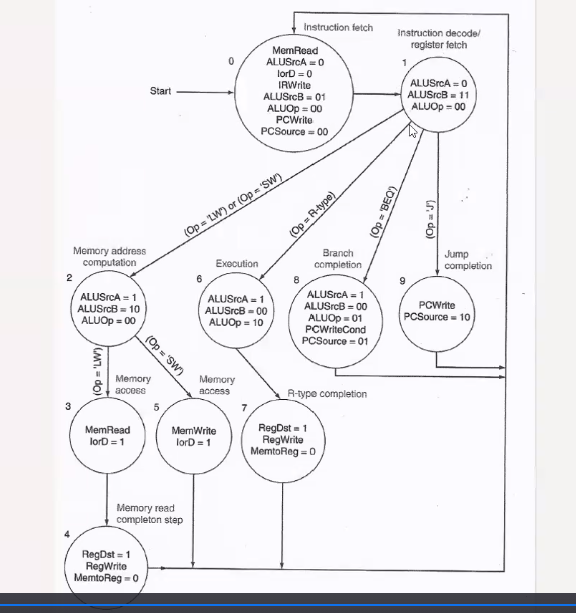 Instruction fetch
Instruction decode/
register fetch
0
MemRead
ALUSrcA = 0
IorD = 0
IRWrite
ALUSrcB = 01
ALUOp = 00
PCWrite
PCSource = 00
Start
1
ALUSrcA = 0
ALUSrcB = 11
ALUOp = 00
(Op = 'LW') or (Op = 'SW')
(Op = R-type)
(Op = 'BEQ')
(Op = 'J')
Memory address
computation
2
ALUSrcA = 1
ALUSrcB = 10
ALUOp = 00
Execution
6
ALUSrcA = 1
ALUSrcB = 00
ALUOp = 10
Branch
completion
8
ALUSrcA = 1
ALUSrcB = 00
ALUOp = 01
PCWriteCond
PCSource = 01
Jump
completion
9
PCWrite
PCSource = 10
(Op = 'LW')
(Op = 'SW')
Memory
access
3
MemRead
IorD = 1
Memory
access
5
MemWrite
IorD = 1
R-type completion
7
RegDst = 1
RegWrite
MemtoReg = 0
Memory read
completon step
4
RegDst = 1
RegWrite
MemtoReg = 0